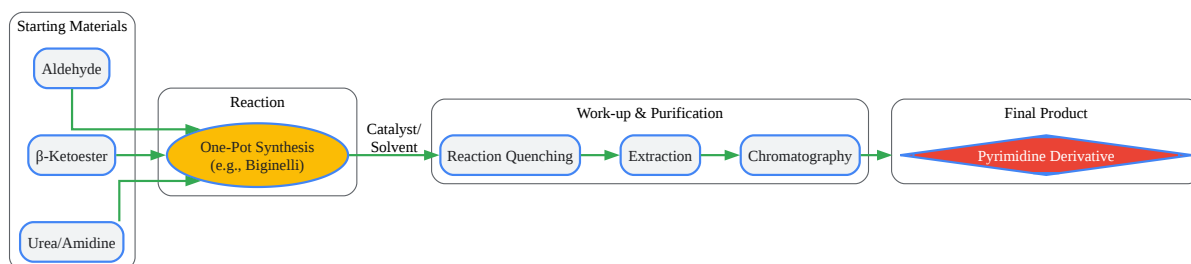 Starting Materials
Aldehyde
β-Ketoester
Urea/Amidine
Reaction
One-Pot Synthesis
(e.g., Biginelli)
Catalyst/
Solvent
Work-up & Purification
Reaction Quenching
Extraction
Chromatography
Final Product
Pyrimidine Derivative